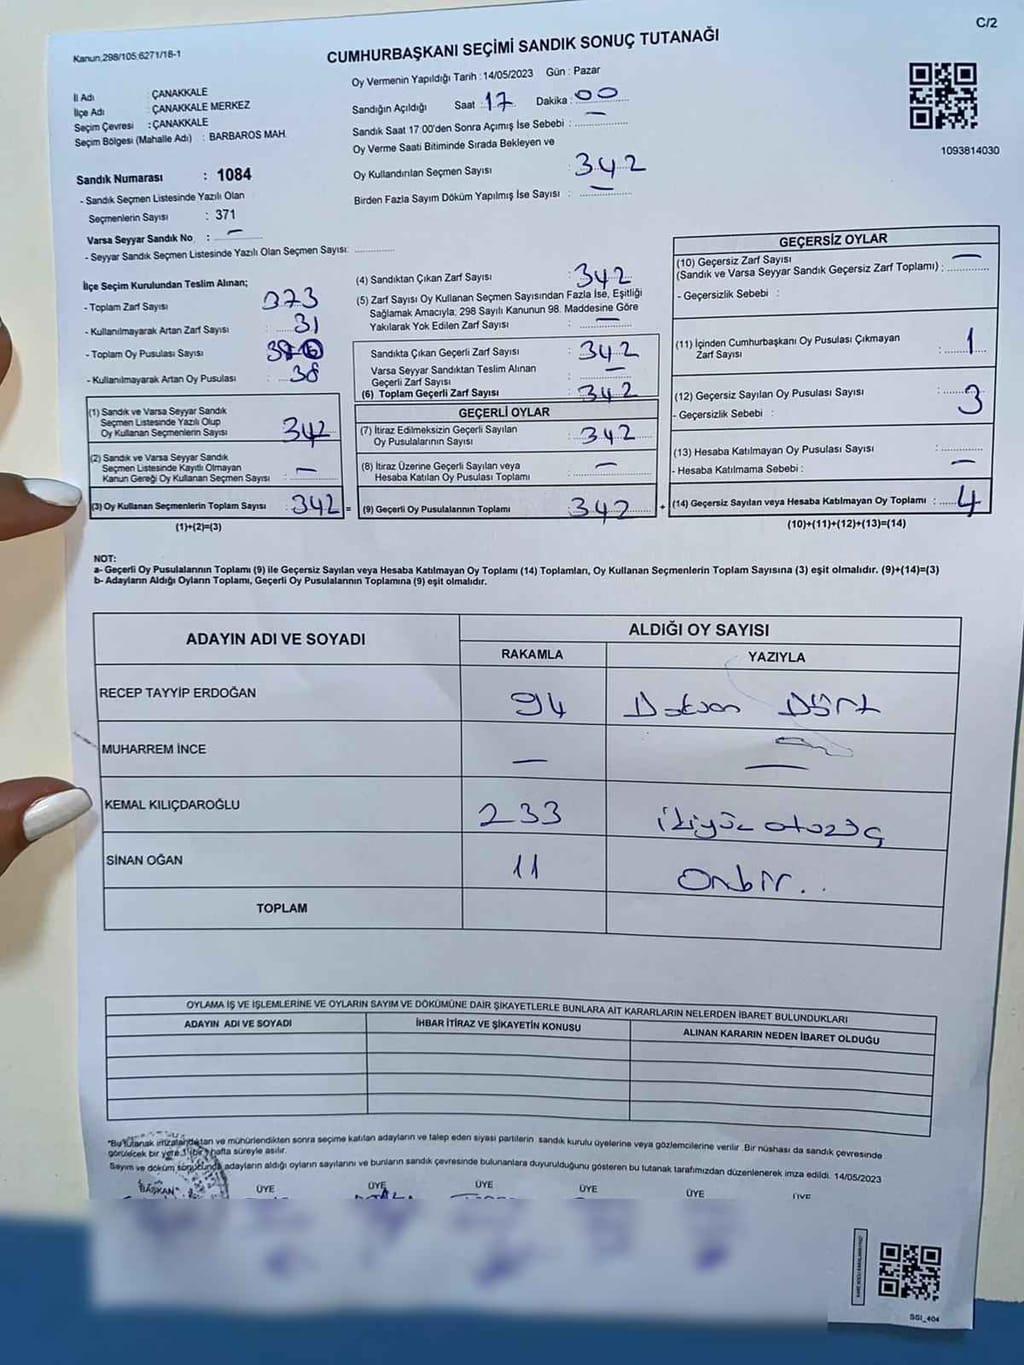 C/2
Kanun,298/105;6271/18-1
CUMHURBAŞKANI SEÇİMİ SANDIK SONUÇ TUTANAĞI
İl Adı : ÇANAKKALE
İlçe Adı : ÇANAKKALE MERKEZ
Seçim Çevresi : ÇANAKKALE
Seçim Bölgesi (Mahalle Adı) : BARBAROS MAH.
Sandık Numarası : 1084
- Sandık Seçmen Listesinde Yazılı Olan
Seçmenlerin Sayısı : 371
Varsa Seyyar Sandık No : —
- Seyyar Sandık Seçmen Listesinde Yazılı Olan Seçmen Sayısı: ............
Oy Vermenin Yapıldığı Tarih : 14/05/2023 Gün : Pazar
Sandığın Açıldığı Saat : 17 Dakika : 00
Sandık Saat 17:00'den Sonra Açımış İse Sebebi : —
Oy Verme Saati Bitiminde Sırada Bekleyen ve
Oy Kullandırılan Seçmen Sayısı : 342
Birden Fazla Sayım Döküm Yapılmış İse Sayısı : —
1093814030
İlçe Seçim Kurulundan Teslim Alınan;
- Toplam Zarf Sayısı 373
- Kullanılmayarak Artan Zarf Sayısı : 31
- Toplam Oy Pusulası Sayısı
- Kullanılmayarak Artan Oy Pusulası : 38
(1) Sandık ve Varsa Seyyar Sandık
Seçmen Listesinde Yazılı Olup
Oy Kullanan Seçmenlerin Sayısı : 342
(2) Sandık ve Varsa Seyyar Sandık
Seçmen Listesinde Kayıtlı Olmayan
Kanun Gereği Oy Kullanan Seçmen Sayısı : —
(3) Oy Kullanan Seçmenlerin Toplam Sayısı : 342 =
(1)+(2)=(3)
(4) Sandıktan Çıkan Zarf Sayısı : 342
(5) Zarf Sayısı Oy Kullanan Seçmen Sayısından Fazla İse, Eşitliği
Sağlamak Amacıyla, 298 Sayılı Kanunun 98. Maddesine Göre
Yakılarak Yok Edilen Zarf Sayısı : —
Sandıkta Çıkan Geçerli Zarf Sayısı : 342
Varsa Seyyar Sandıktan Teslim Alınan
Geçerli Zarf Sayısı : —
(6) Toplam Geçerli Zarf Sayısı : 342
GEÇERLİ OYLAR
(7) İtiraz Edilmeksizin Geçerli Sayılan
Oy Pusulalarının Sayısı : 342
(8) İtiraz Üzerine Geçerli Sayılan veya
Hesaba Katılan Oy Pusulası Toplamı : —
(9) Geçerli Oy Pusulalarının Toplamı : 342 +
GEÇERSİZ OYLAR
(10) Geçersiz Zarf Sayısı
(Sandık ve Varsa Seyyar Sandık Geçersiz Zarf Toplamı) : —
- Geçersizlik Sebebi :
(11) İçinden Cumhurbaşkanı Oy Pusulası Çıkmayan
Zarf Sayısı : 1
(12) Geçersiz Sayılan Oy Pusulası Sayısı : 3
- Geçersizlik Sebebi :
(13) Hesaba Katılmayan Oy Pusulası Sayısı :
- Hesaba Katılmama Sebebi : —
(14) Geçersiz Sayılan veya Hesaba Katılmayan Oy Toplamı : 4
(10)+(11)+(12)+(13)=(14)
NOT:
a- Geçerli Oy Pusulalarının Toplamı (9) ile Geçersiz Sayılan veya Hesaba Katılmayan Oy Toplamı (14) Toplamları, Oy Kullanan Seçmenlerin Toplam Sayısına (3) eşit olmalıdır. (9)+(14)=(3)
b- Adayların Aldığı Oyların Toplamı, Geçerli Oy Pusulalarının Toplamına (9) eşit olmalıdır.
ADAYIN ADI VE SOYADI
ALDIĞI OY SAYISI
RAKAMLA YAZIYLA
RECEP TAYYİP ERDOĞAN 94 Doksan Dört
MUHARREM İNCE — —
KEMAL KILIÇDAROĞLU 233 ikiyüz otuzüç
SİNAN OĞAN 11 Onbir..
TOPLAM
OYLAMA İŞ VE İŞLEMLERİNE VE OYLARIN SAYIM VE DÖKÜMÜNE DAİR ŞİKAYETLERLE BUNLARA AİT KARARLARIN NELERDEN İBARET BULUNDUKLARI
ADAYIN ADI VE SOYADI İHBAR İTİRAZ VE ŞİKAYETİN KONUSU ALINAN KARARIN NEDEN İBARET OLDUĞU
*Bu tutanak imzalandıktan ve mühürlendikten sonra seçime katılan adayların ve talep eden siyasi partilerin sandık kurulu üyelerine veya gözlemcilerine verilir. Bir nüshası da sandık çevresinde
görülecek bir yere 1 (bir) hafta süreyle asılır.
Sayım ve döküm sonucunda adayların aldığı oyların sayılarını ve bunların sandık çevresinde bulunanlara duyurulduğunu gösteren bu tutanak tarafımızdan düzenlenerek imza edildi. 14/05/2023
BAŞKAN ÜYE ÜYE ÜYE ÜYE ÜYE ÜYE
SSI_404